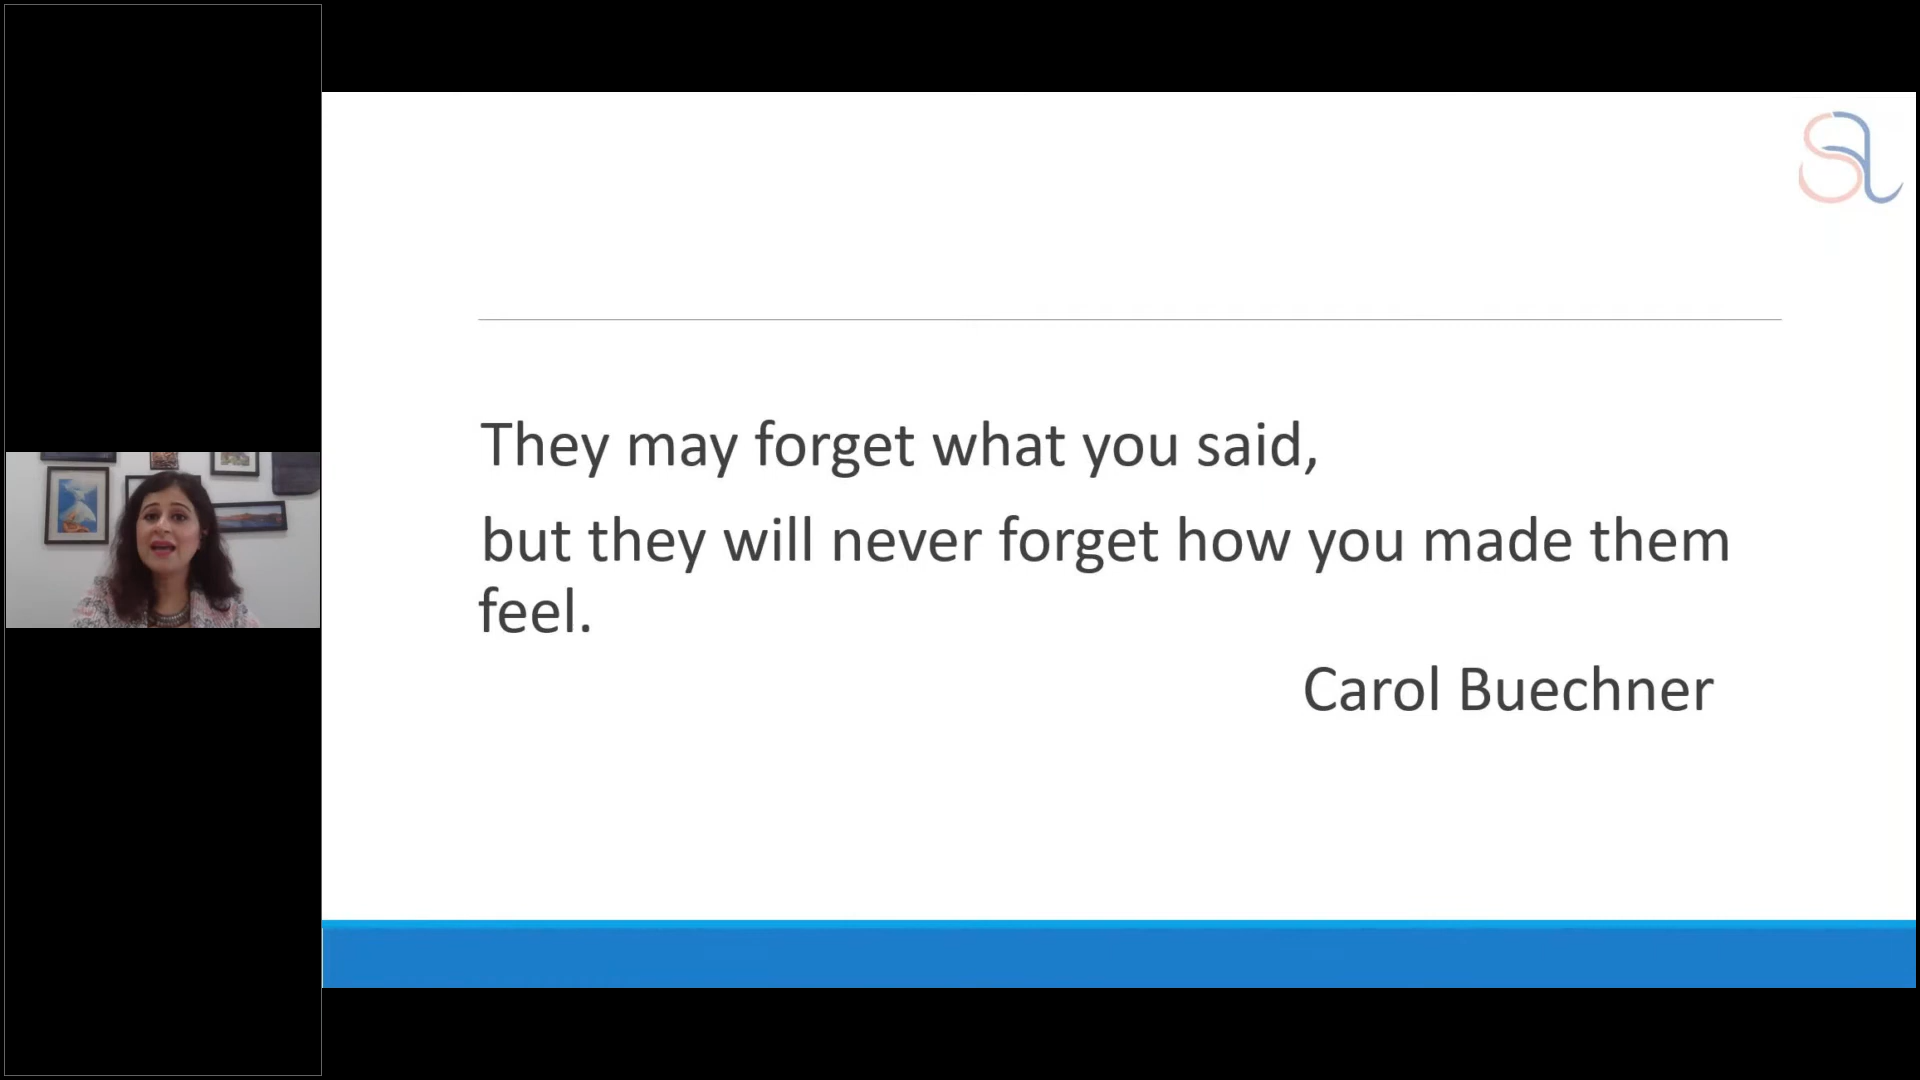 They may forget what you said,
but they will never forget how you made them
feel.
Carol Buechner